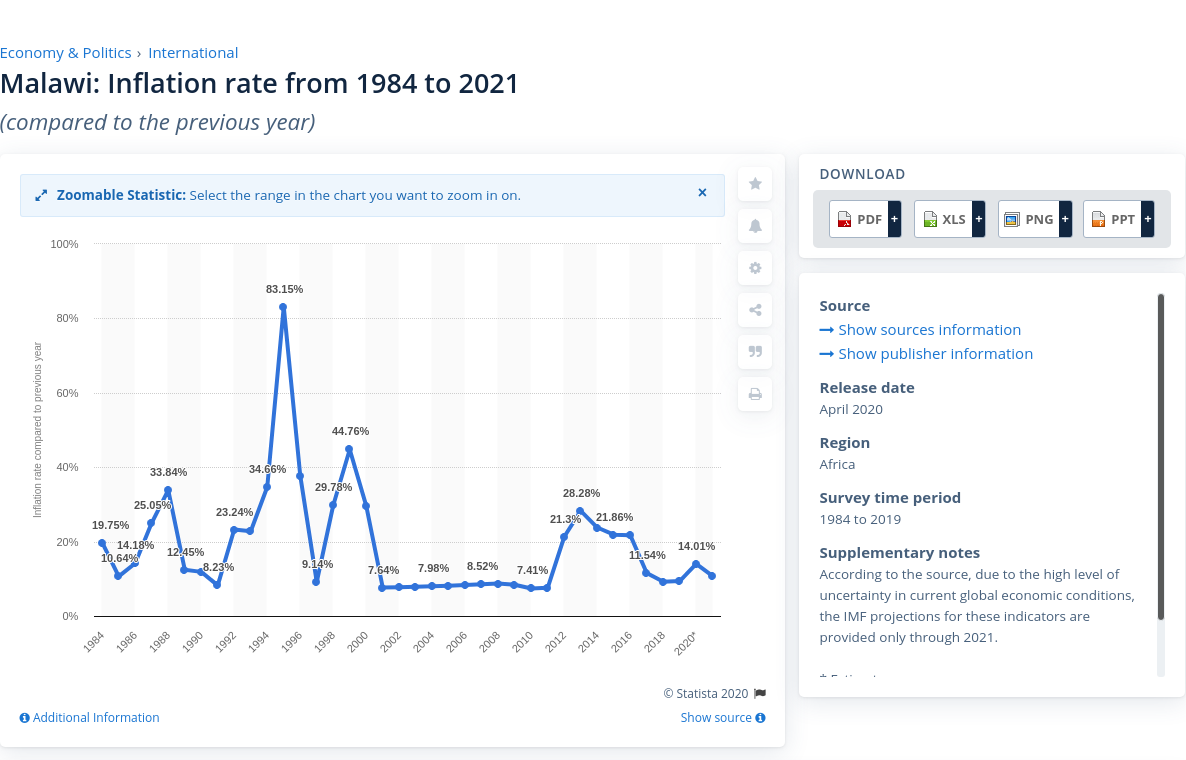 Economy & Politics › International
Malawi: Inflation rate from 1984 to 2021
(compared to the previous year)
Zoomable Statistic: Select the range in the chart you want to zoom in on.
×
Inflation rate compared to previous year
100%
80%
60%
40%
20%
0%
19.75%
10.64%
14.18%
25.05%
33.84%
12.45%
8.23%
23.24%
34.66%
83.15%
9.14%
29.78%
44.76%
7.64%
7.98%
8.52%
7.41%
21.3%
28.28%
21.86%
11.54%
14.01%
1984
1986
1988
1990
1992
1994
1996
1998
2000
2002
2004
2006
2008
2010
2012
2014
2016
2018
2020*
© Statista 2020
Additional Information
Show source
DOWNLOAD
PDF +
XLS +
PNG +
PPT +
Source
Show sources information
Show publisher information
Release date
April 2020
Region
Africa
Survey time period
1984 to 2019
Supplementary notes
According to the source, due to the high level of
uncertainty in current global economic conditions,
the IMF projections for these indicators are
provided only through 2021.